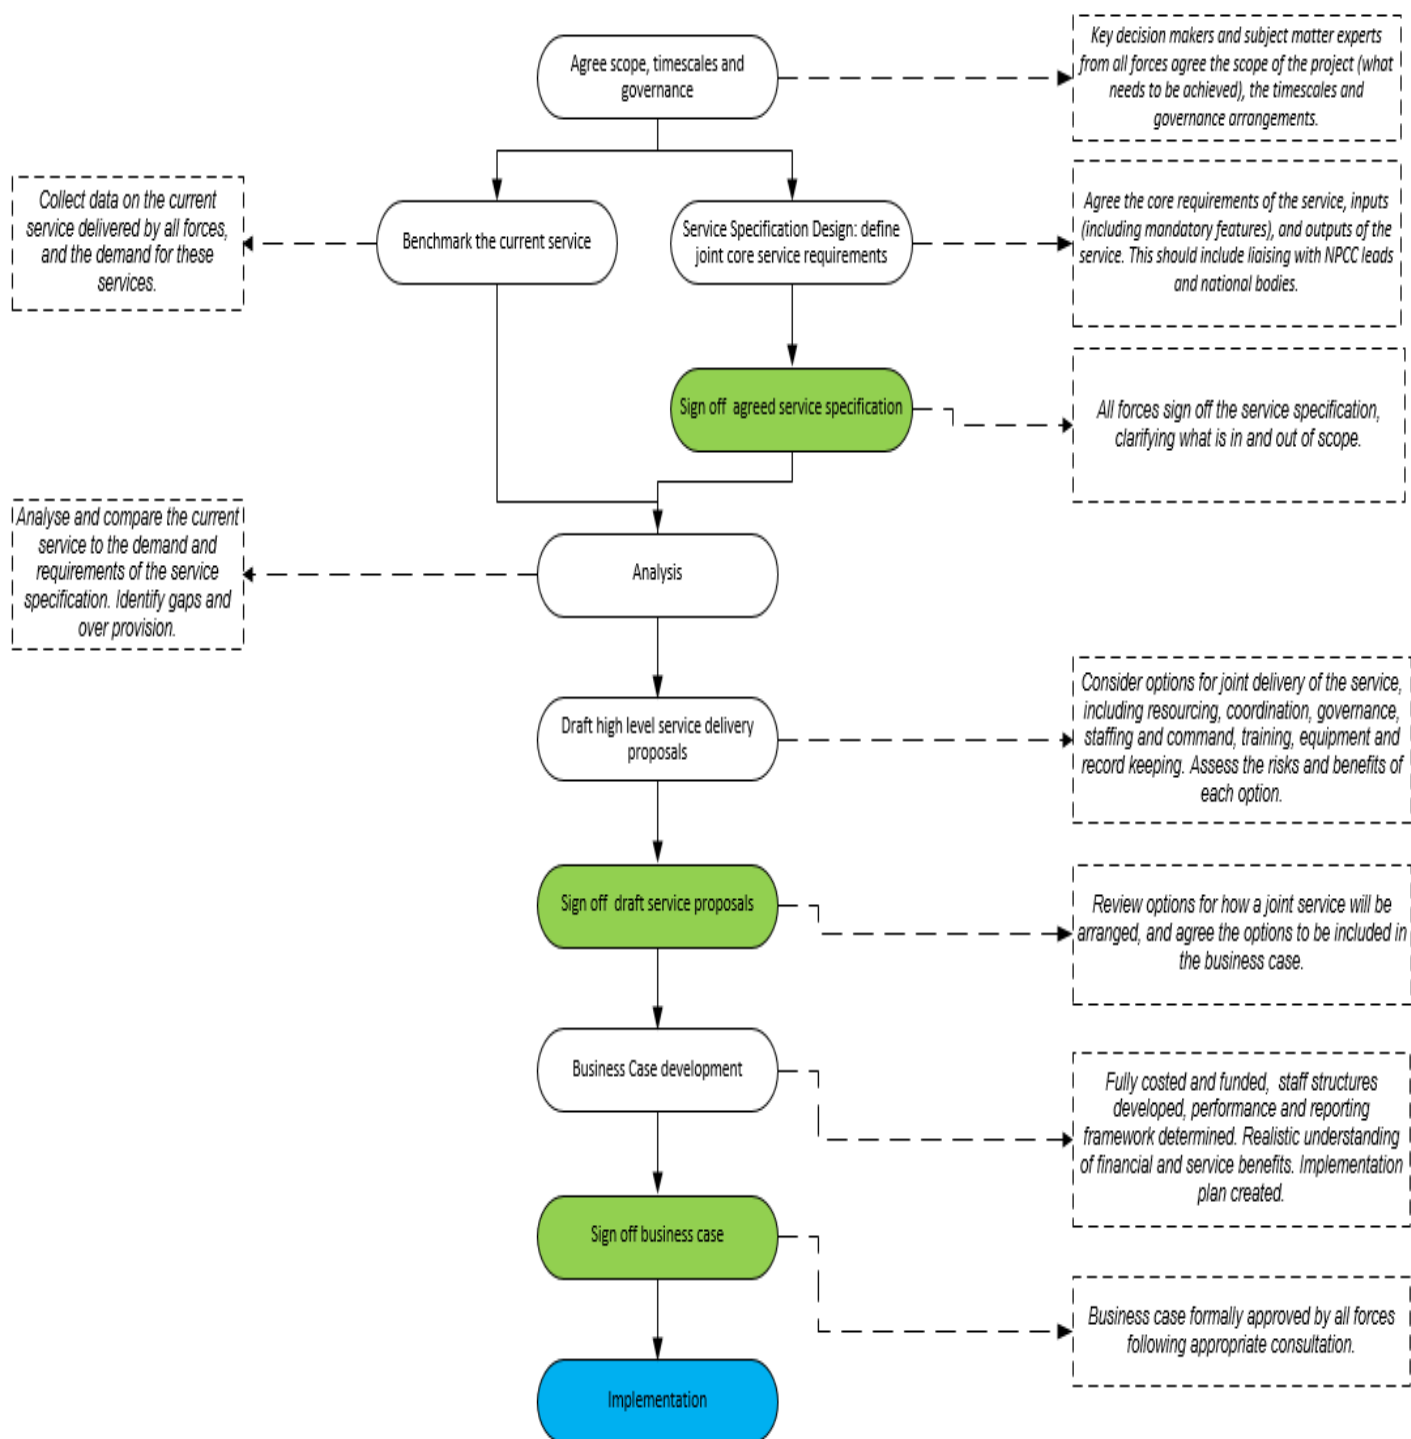 Agree scope, timescales and
governance
Key decision makers and subject matter experts
from all forces agree the scope of the project (what
needs to be achieved), the timescales and
governance arrangements.
Collect data on the current
service delivered by all forces,
and the demand for these
services.
Benchmark the current service
Service Specification Design: define
joint core service requirements
Agree the core requirements of the service, inputs
(including mandatory features), and outputs of the
service. This should include liaising with NPCC leads
and national bodies.
Sign off  agreed service specification
All forces sign off the service specification,
clarifying what is in and out of scope.
Analyse and compare the current
service to the demand and
requirements of the service
specification. Identify gaps and
over provision.
Analysis
Draft high level service delivery
proposals
Consider options for joint delivery of the service,
including resourcing, coordination, governance,
staffing and command, training, equipment and
record keeping. Assess the risks and benefits of
each option.
Sign off  draft service proposals
Review options for how a joint service will be
arranged, and agree the options to be included in
the business case.
Business Case development
Fully costed and funded,  staff structures
developed, performance and reporting
framework determined. Realistic understanding
of financial and service benefits. Implementation
plan created.
Sign off business case
Business case formally approved by all forces
following appropriate consultation.
Implementation